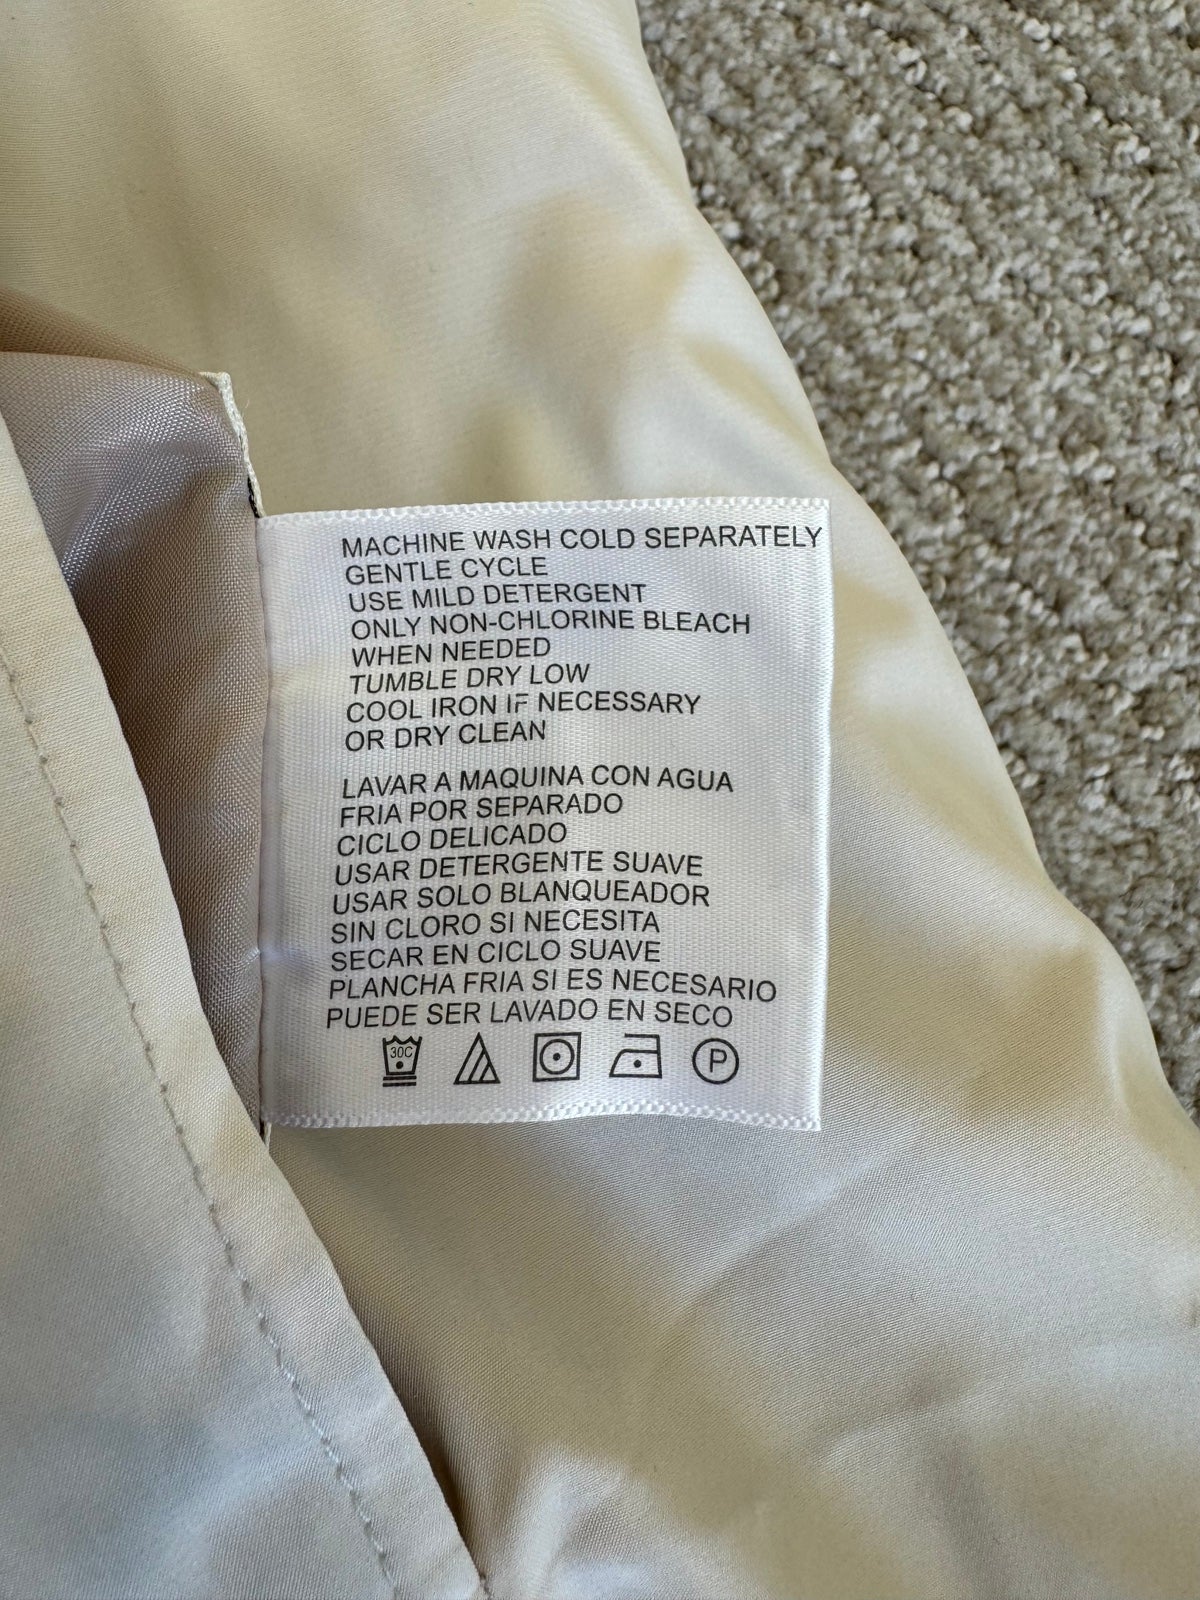 MACHINE WASH COLD SEPARATELY
GENTLE CYCLE
USE MILD DETERGENT
ONLY NON-CHLORINE BLEACH
WHEN NEEDED
TUMBLE DRY LOW
COOL IRON IF NECESSARY
OR DRY CLEAN
LAVAR A MAQUINA CON AGUA
FRIA POR SEPARADO
CICLO DELICADO
USAR DETERGENTE SUAVE
USAR SOLO BLANQUEADOR
SIN CLORO SI NECESITA
SECAR EN CICLO SUAVE
PLANCHA FRIA SI ES NECESARIO
PUEDE SER LAVADO EN SECO
30C P